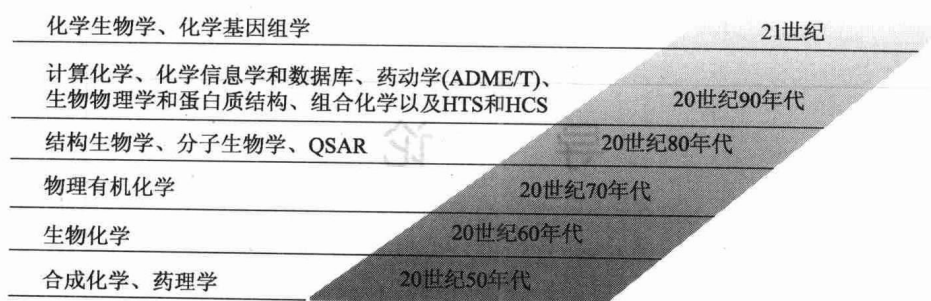 化学生物学、化学基因组学 21世纪
计算化学、化学信息学和数据库、药动学(ADME/T)、
生物物理学和蛋白质结构、组合化学以及HTS和HCS 20世纪90年代
结构生物学、分子生物学、QSAR 20世纪80年代
物理有机化学 20世纪70年代
生物化学 20世纪60年代
合成化学、药理学 20世纪50年代